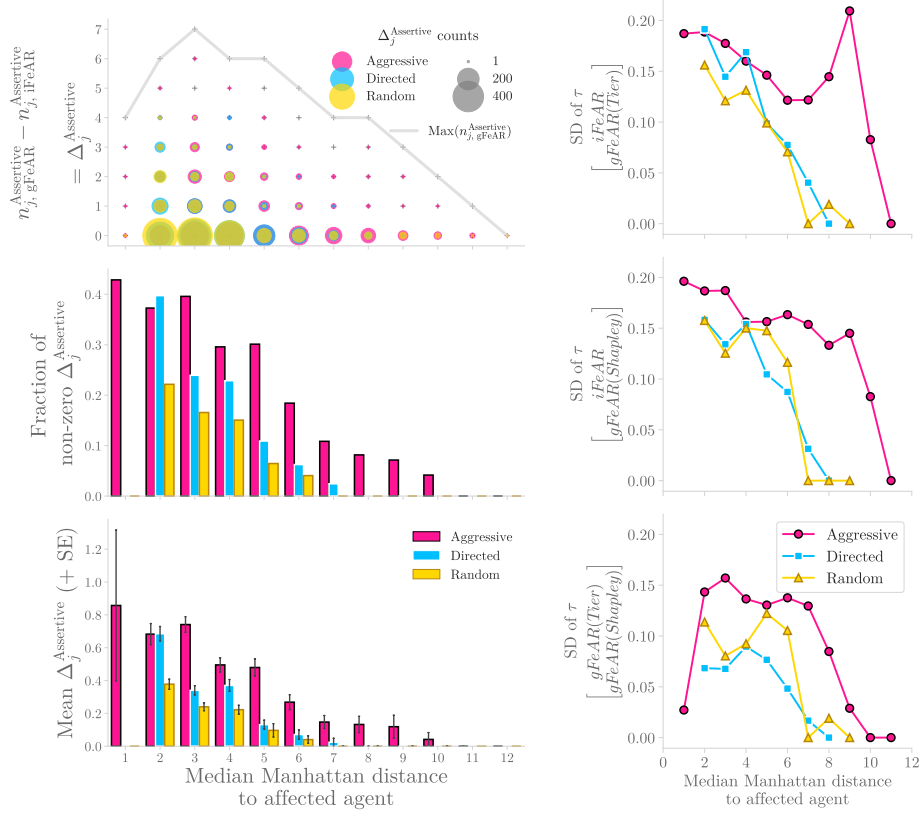 n_{j, gFeAR}^{Assertive} − n_{j, iFeAR}^{Assertive}
= Δ_j^{Assertive}
7
6
5
4
3
2
1
0
Δ_j^{Assertive} counts
Aggressive
Directed
Random
1
200
400
Max(n_{j, gFeAR}^{Assertive})
Fraction of
non-zero Δ_j^{Assertive}
0.4
0.3
0.2
0.1
0.0
Mean Δ_j^{Assertive} (+ SE)
1.2
1.0
0.8
0.6
0.4
0.2
0.0
Aggressive
Directed
Random
1 2 3 4 5 6 7 8 9 10 11 12
Median Manhattan distance
to affected agent
SD of τ
[iFeAR
gFeAR(Tier)]
0.20
0.15
0.10
0.05
0.00
SD of τ
[iFeAR
gFeAR(Shapley)]
0.20
0.15
0.10
0.05
0.00
SD of τ
[gFeAR(Tier)
gFeAR(Shapley)]
0.20
0.15
0.10
0.05
0.00
Aggressive
Directed
Random
0 2 4 6 8 10 12
Median Manhattan distance
to affected agent